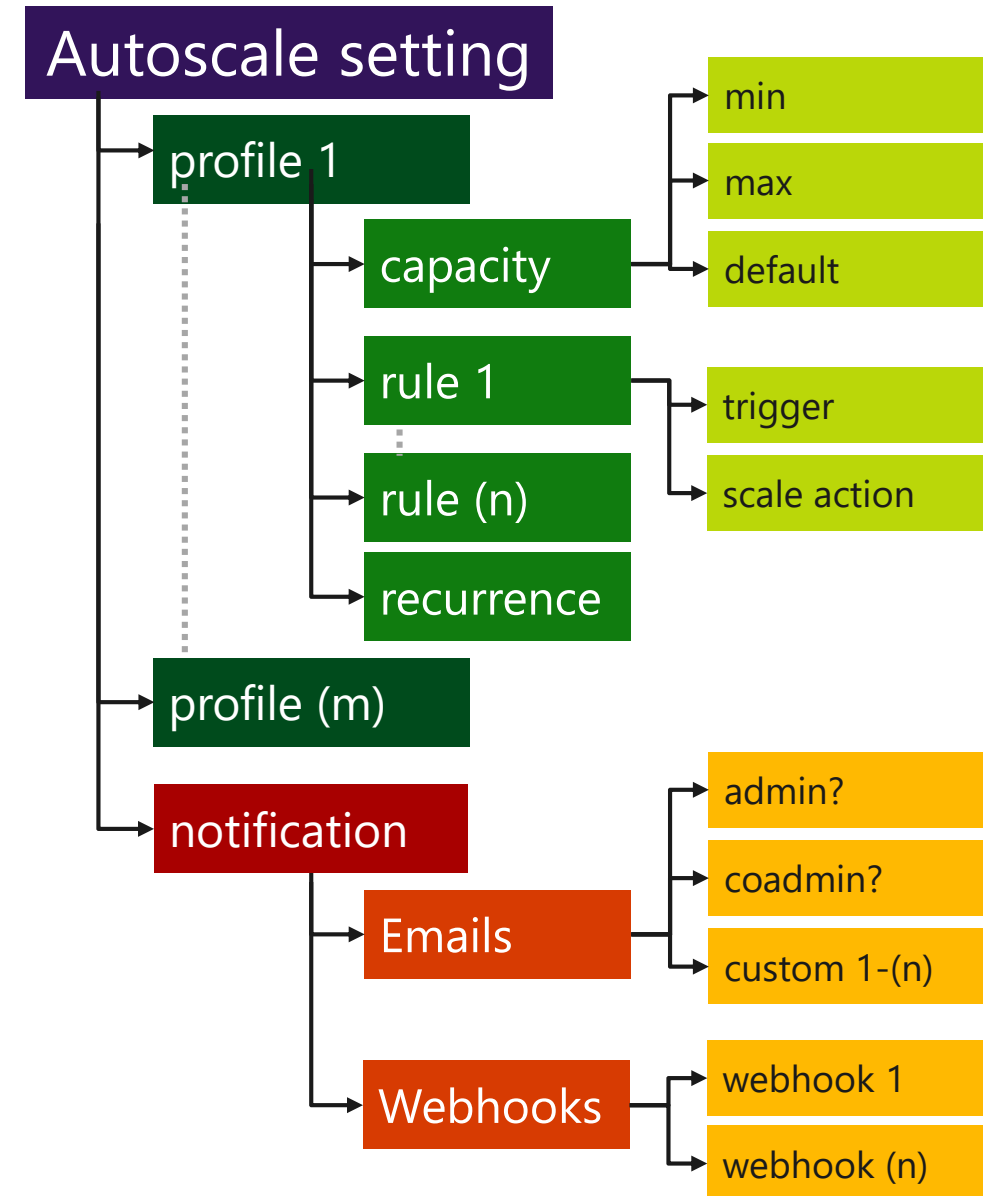 Autoscale setting
profile 1
capacity
min
max
default
rule 1
trigger
scale action
rule (n)
recurrence
profile (m)
notification
Emails
admin?
coadmin?
custom 1-(n)
Webhooks
webhook 1
webhook (n)